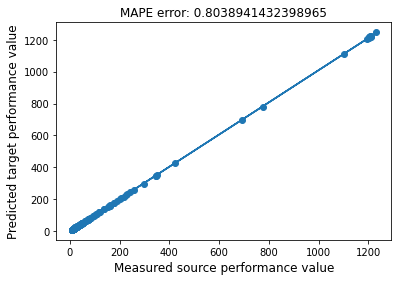 MAPE error: 0.8038941432398965
Predicted target performance value
1200
1000
800
600
400
200
0
0 200 400 600 800 1000 1200
Measured source performance value